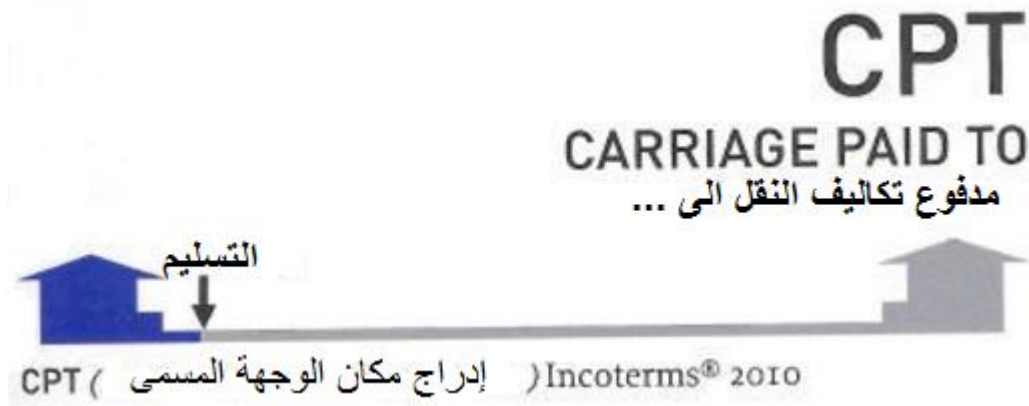 CPT
CARRIAGE PAID TO
مدفوع تكاليف النقل الى ...
التسليم
CPT ( إدراج مكان الوجهة المسمى ) Incoterms® 2010